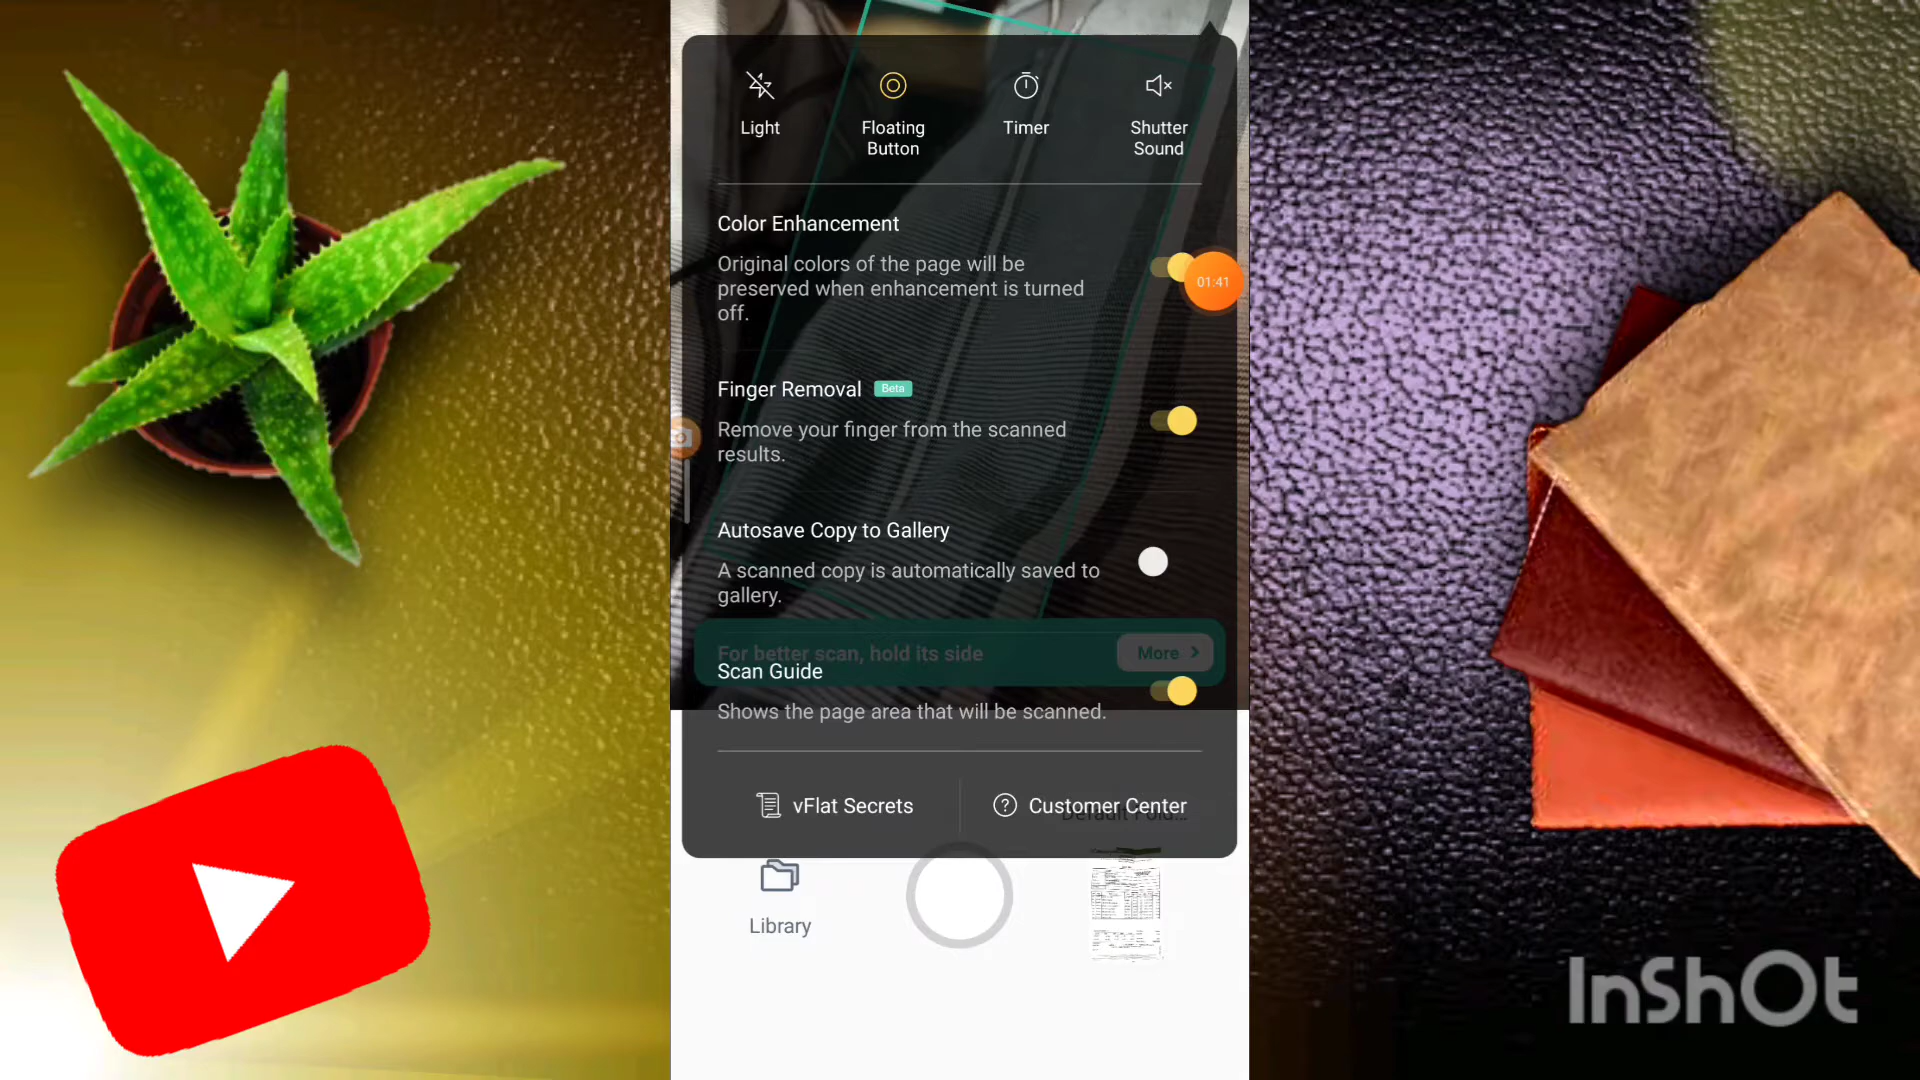 Light
Floating
Button
Timer
Shutter
Sound
Color Enhancement
Original colors of the page will be
preserved when enhancement is turned
off.
01:41
Finger Removal Beta
Remove your finger from the scanned
results.
Autosave Copy to Gallery
A scanned copy is automatically saved to
gallery.
For better scan, hold its side
More >
Scan Guide
Shows the page area that will be scanned.
vFlat Secrets
Customer Center
Default Fold...
Library
InShOt